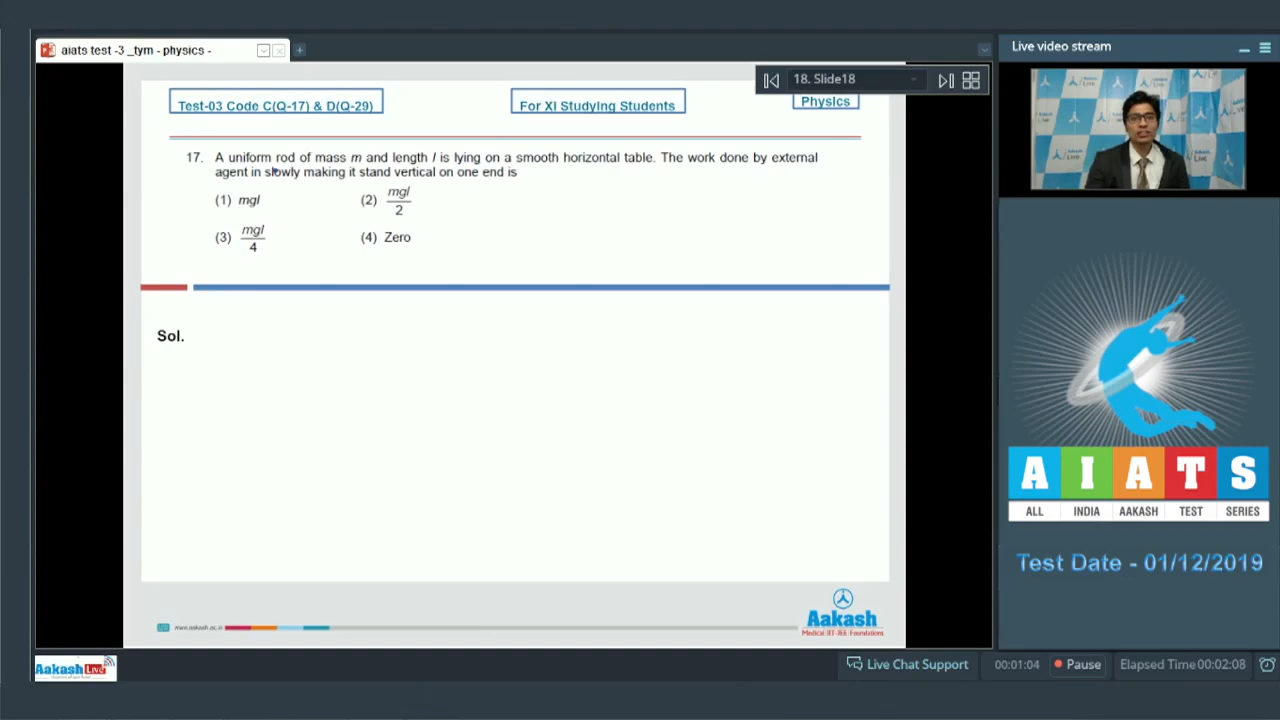 aiats test -3 _tym - physics -
Live video stream
18. Slide18
Test-03 Code C(Q-17) & D(Q-29)
For XI Studying Students
Physics
17. A uniform rod of mass m and length l is lying on a smooth horizontal table. The work done by external
agent in slowly making it stand vertical on one end is
(1) mgl
(2) mgl/2
(3) mgl/4
(4) Zero
Sol.
A I A T S
ALL INDIA AAKASH TEST SERIES
Test Date - 01/12/2019
www.aakash.ac.in
Aakash
Medical|IIT-JEE|Foundations
Aakash Live
Live Chat Support
00:01:04
Pause
Elapsed Time 00:02:08